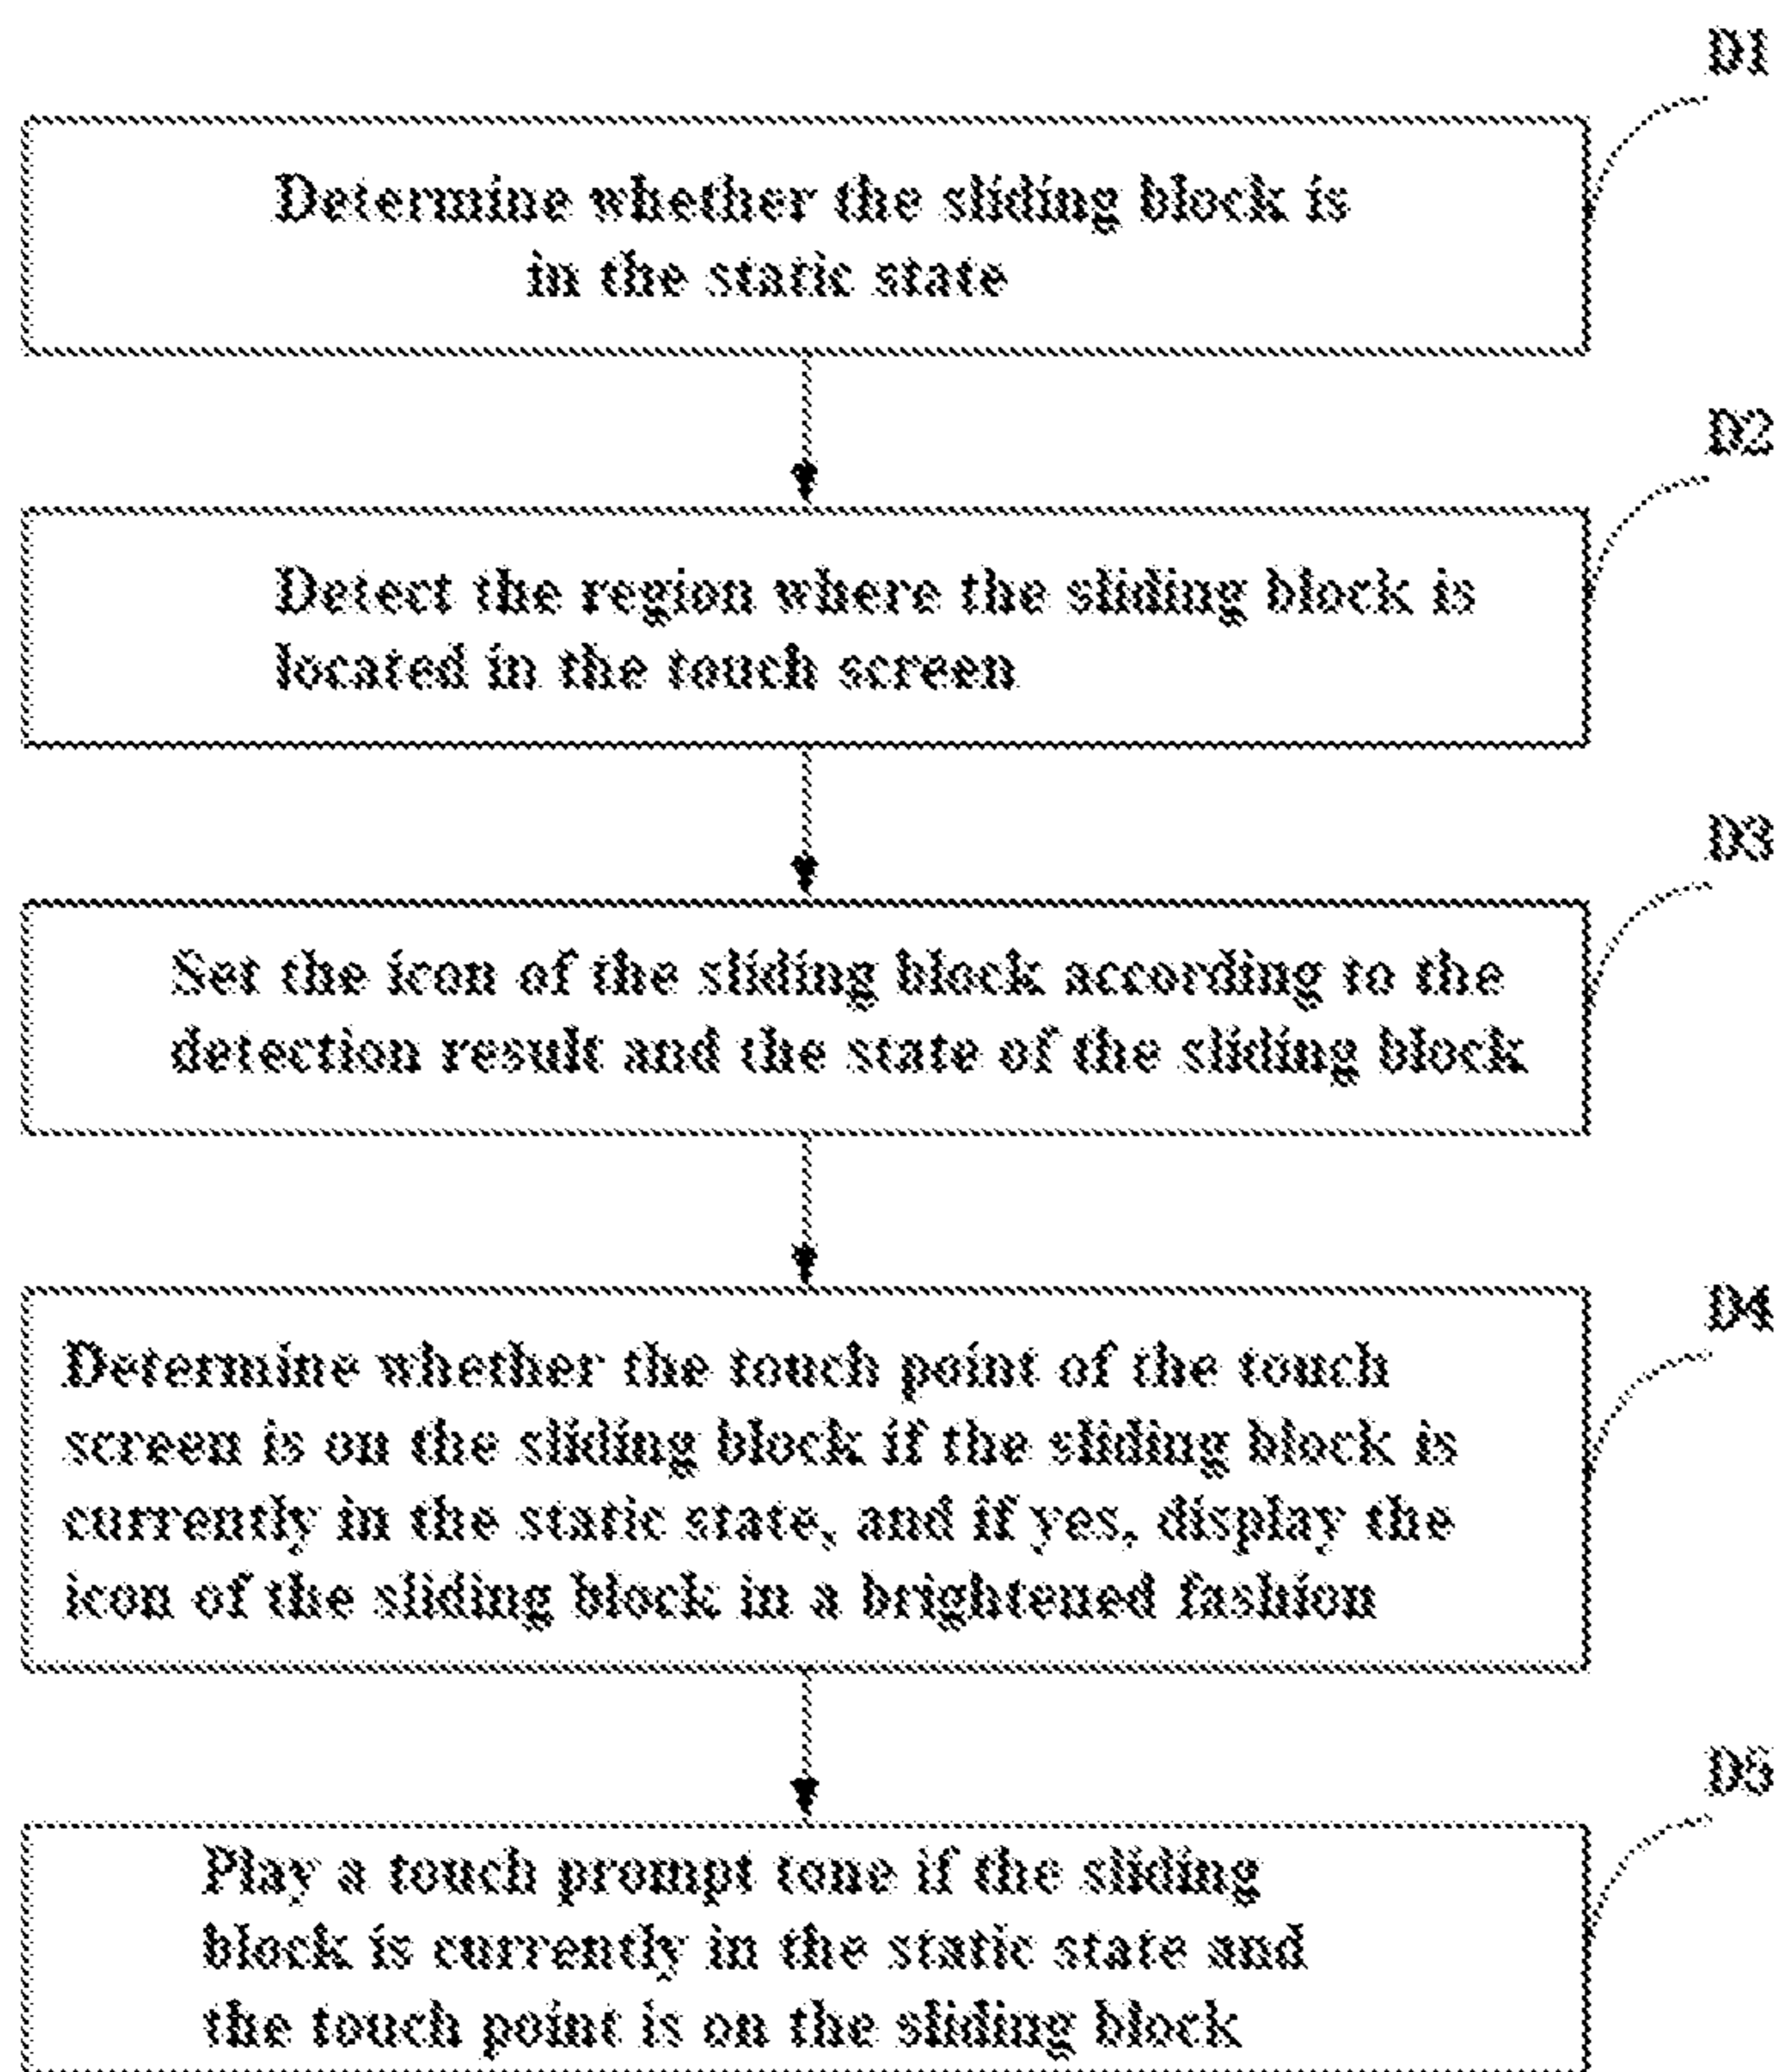 D1
Determine whether the sliding block is
in the static state
D2
Detect the region where the sliding block is
located in the touch screen
D3
Set the icon of the sliding block according to the
detection result and the state of the sliding block
D4
Determine whether the touch point of the touch
screen is on the sliding block if the sliding block is
currently in the static state, and if yes, display the
icon of the sliding block in a brightened fashion
D5
Play a touch prompt tone if the sliding
block is currently in the static state and
the touch point is on the sliding block